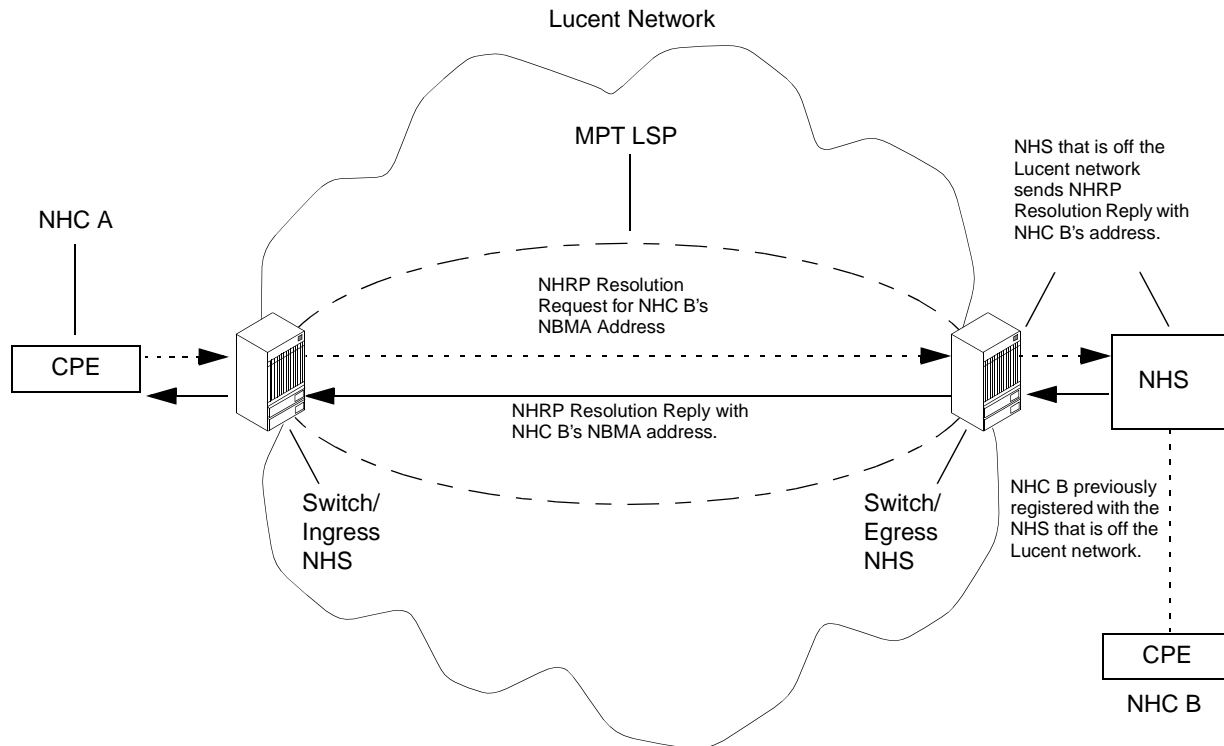 Lucent Network
MPT LSP
NHS that is off the
Lucent network
sends NHRP
Resolution Reply with
NHC B's address.
NHC A
NHRP Resolution
Request for NHC B's
NBMA Address
CPE
NHS
NHRP Resolution Reply with
NHC B's NBMA address.
Switch/
Ingress
NHS
Switch/
Egress
NHS
NHC B previously
registered with the
NHS that is off the
Lucent network.
CPE
NHC B